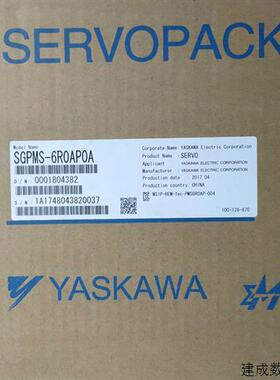 SERVOPACK
Model Name
SGPMS-6R0AP0A
O/N 0001804382
S/N 1A1748043820037
Corporate Name YASKAWA Electric Corporation
Product Name SERVO
Applicant YASKAWA ELECTRIC CORPORATION
Manufacturer YASKAWA ELECTRIC CORPORATION
Production date 2017.04
Production country CHINA
YASKAWA
建成数